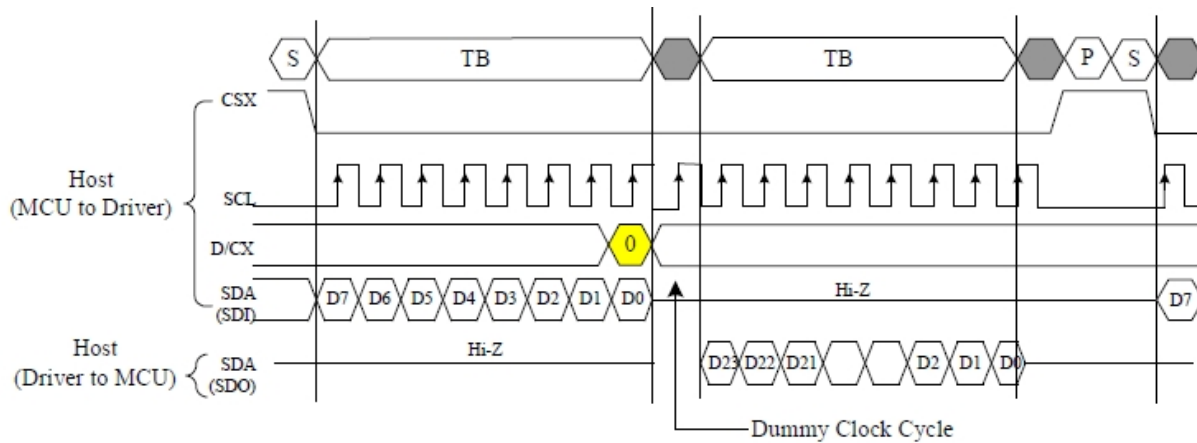 S TB TB P S
CSX
Host
(MCU to Driver)
SCL
D/CX 0
SDA
(SDI)
D7 D6 D5 D4 D3 D2 D1 D0 Hi-Z D7
Host
(Driver to MCU)
SDA
(SDO)
Hi-Z D23 D22 D21 D2 D1 D0
Dummy Clock Cycle